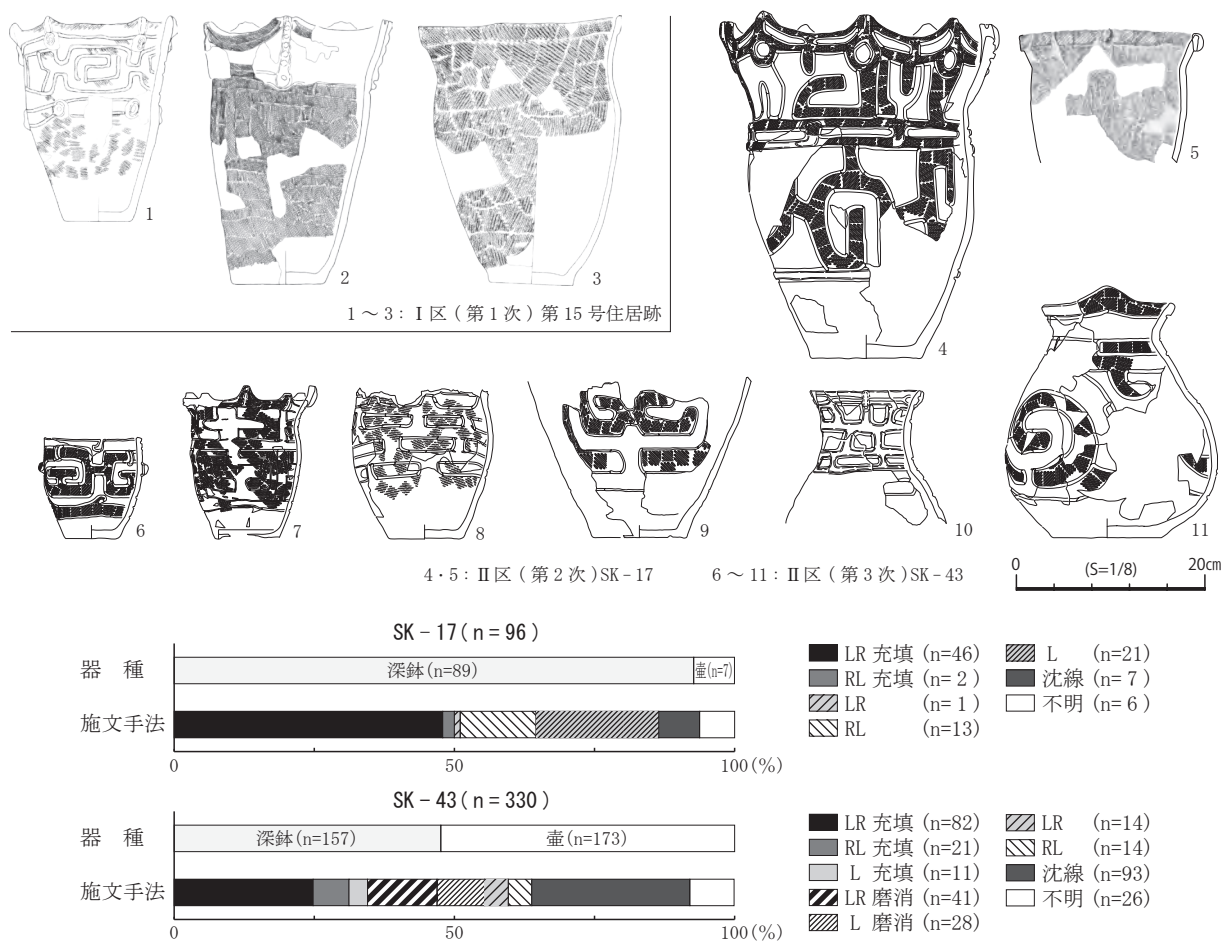 1
2
3
1～3：Ⅰ区（第1次）第15号住居跡
4
5
6
7
8
9
10
11
4・5：Ⅱ区（第2次）SK-17
6～11：Ⅱ区（第3次）SK-43
0 (S=1/8) 20cm
SK-17(n=96)
器種 深鉢(n=89) 壷(n=7)
施文手法
0 50 100(%)
LR 充填 (n=46)
RL 充填 (n= 2)
LR (n= 1)
RL (n=13)
L (n=21)
沈線 (n= 7)
不明 (n= 6)
SK-43(n=330)
器種 深鉢(n=157) 壷(n=173)
施文手法
0 50 100(%)
LR 充填 (n=82)
RL 充填 (n=21)
L 充填 (n=11)
LR 磨消 (n=41)
L 磨消 (n=28)
LR (n=14)
RL (n=14)
沈線 (n=93)
不明 (n=26)